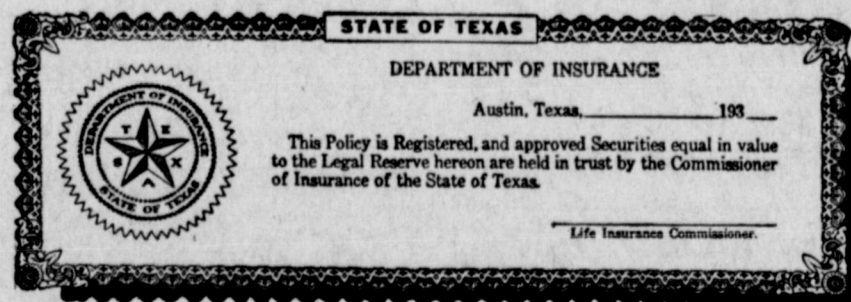 STATE OF TEXAS
DEPARTMENT OF INSURANCE
Austin, Texas, 193
This Policy is Registered, and approved Securities equal in value
to the Legal Reserve hereon are held in trust by the Commissioner
of Insurance of the State of Texas.
Life Insurance Commissioner.
DEPARTMENT OF INSURANCE
TEXAS
STATE OF TEXAS